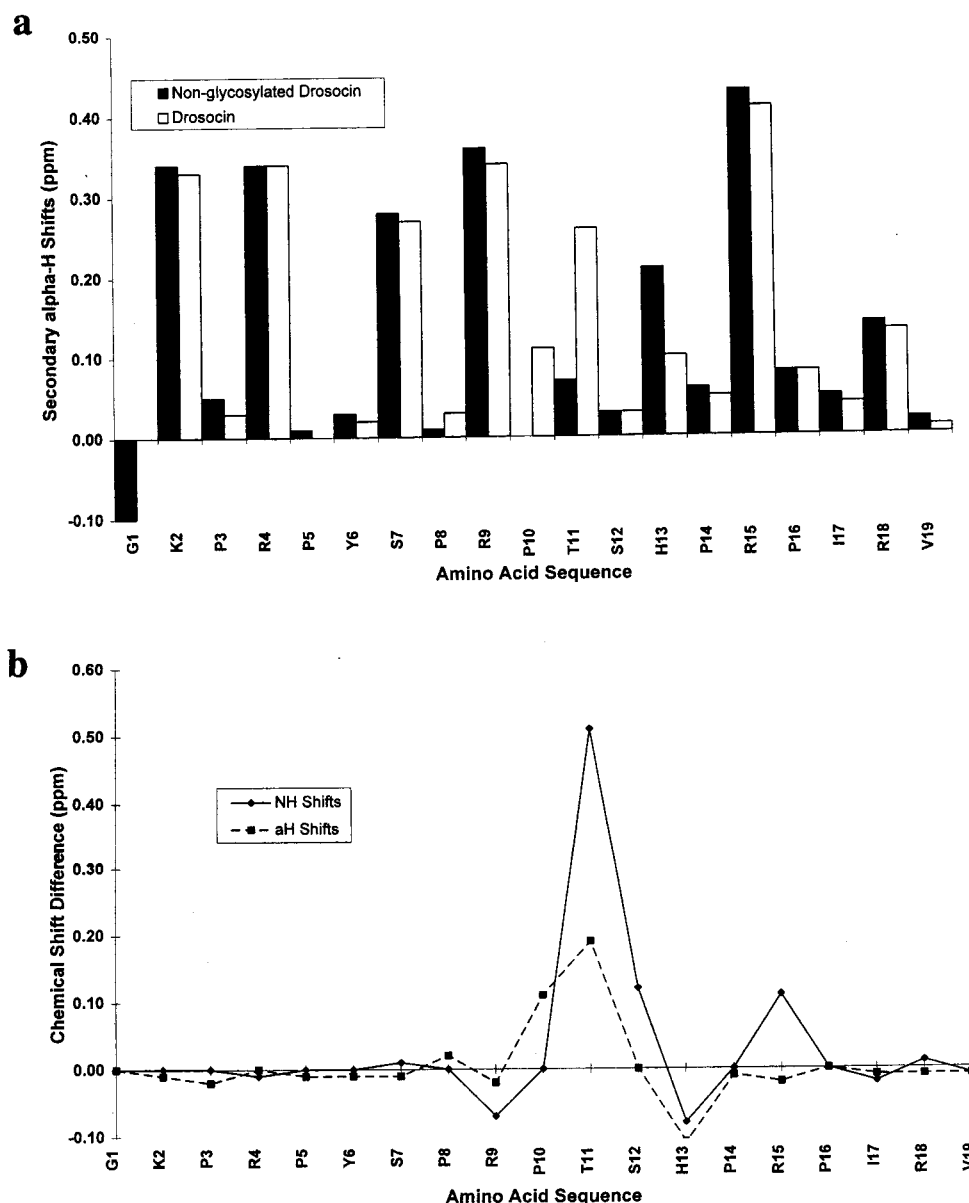 a
0.50
0.40
0.30
0.20
0.10
0.00
-0.10
Secondary alpha-H Shifts (ppm)
Non-glycosylated Drosocin
Drosocin
G1 K2 P3 R4 P5 Y6 S7 P8 R9 P10 T11 S12 H13 P14 R15 P16 I17 R18 V19
Amino Acid Sequence
b
0.60
0.50
0.40
0.30
0.20
0.10
0.00
-0.10
Chemical Shift Difference (ppm)
NH Shifts
aH Shifts
G1 K2 P3 R4 P5 Y6 S7 P8 R9 P10 T11 S12 H13 P14 R15 P16 I17 R18 V19
Amino Acid Sequence